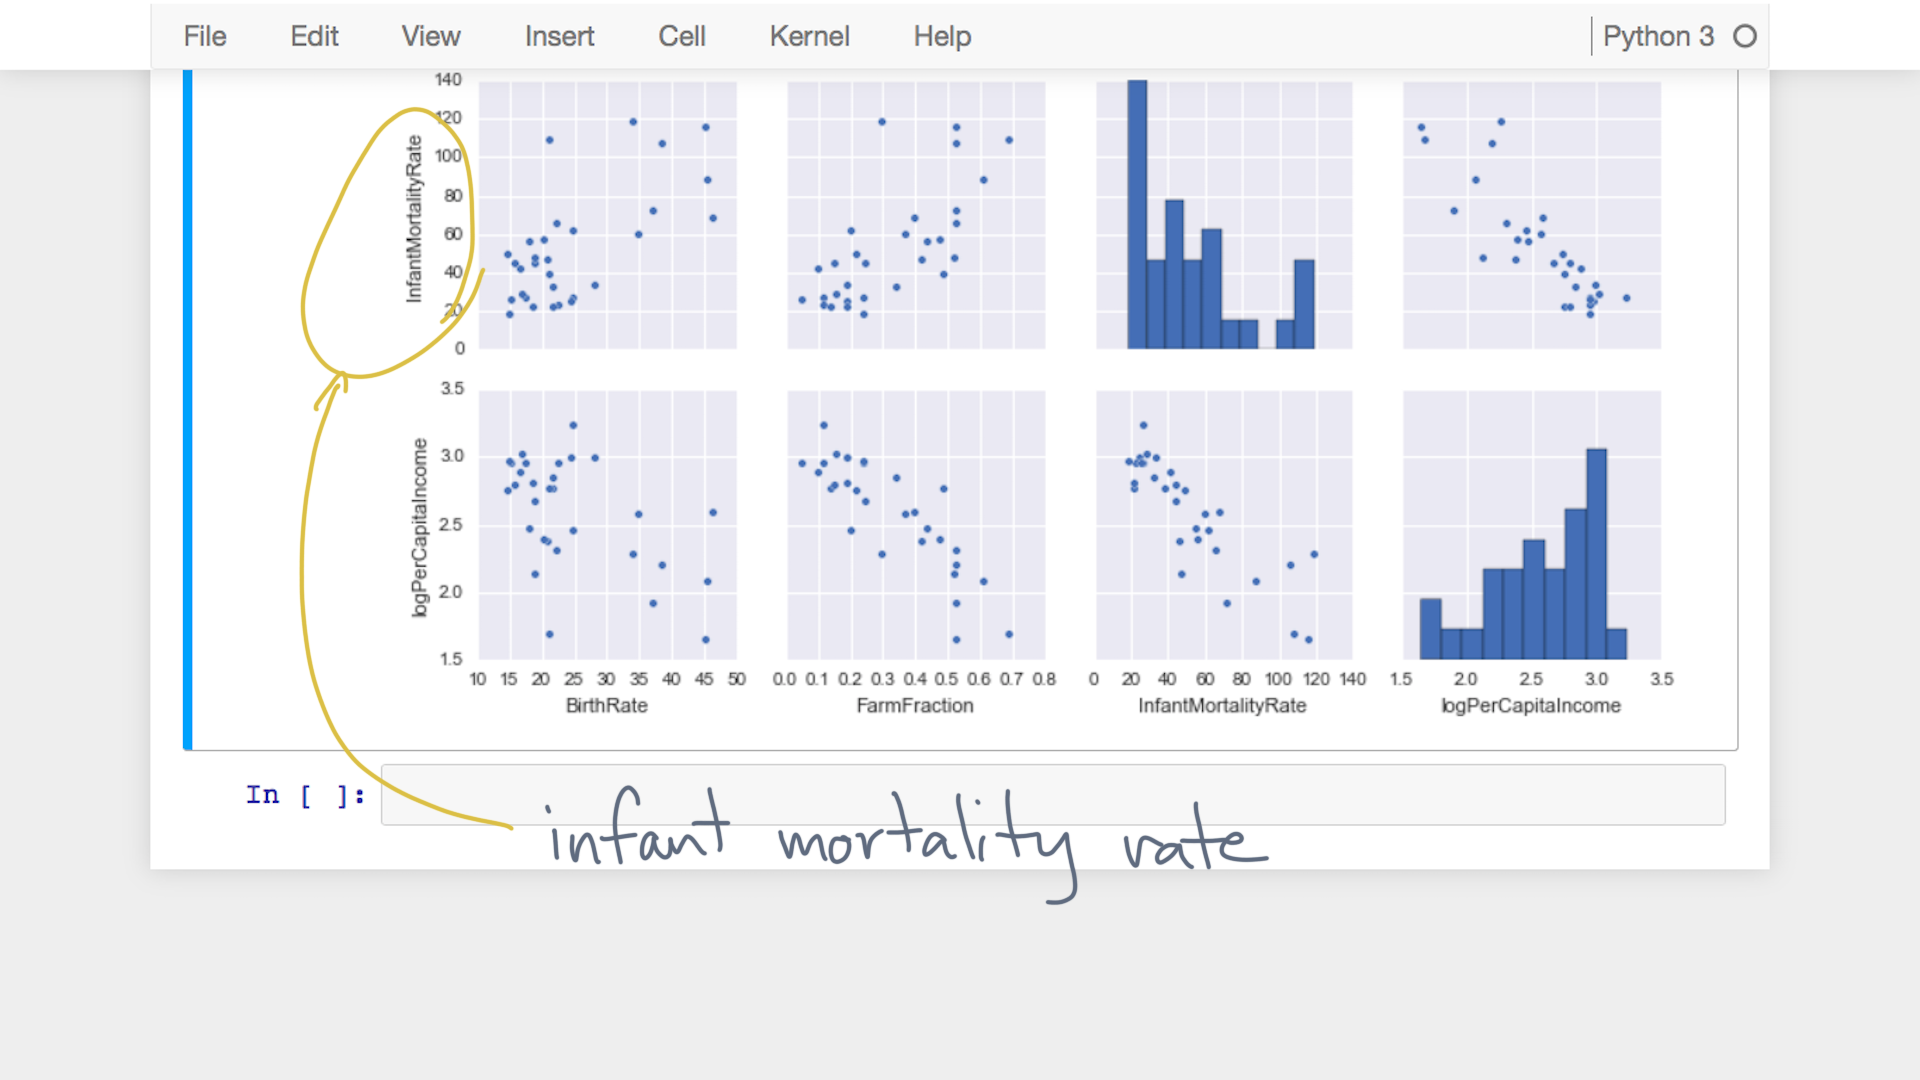 File Edit View Insert Cell Kernel Help Python 3
InfantMortalityRate
140
120
100
80
60
40
20
0
logPerCapitaIncome
3.5
3.0
2.5
2.0
1.5
10 15 20 25 30 35 40 45 50 0.0 0.1 0.2 0.3 0.4 0.5 0.6 0.7 0.8 0 20 40 60 80 100 120 140 1.5 2.0 2.5 3.0 3.5
BirthRate FarmFraction InfantMortalityRate logPerCapitaIncome
In [ ]:
infant mortality rate